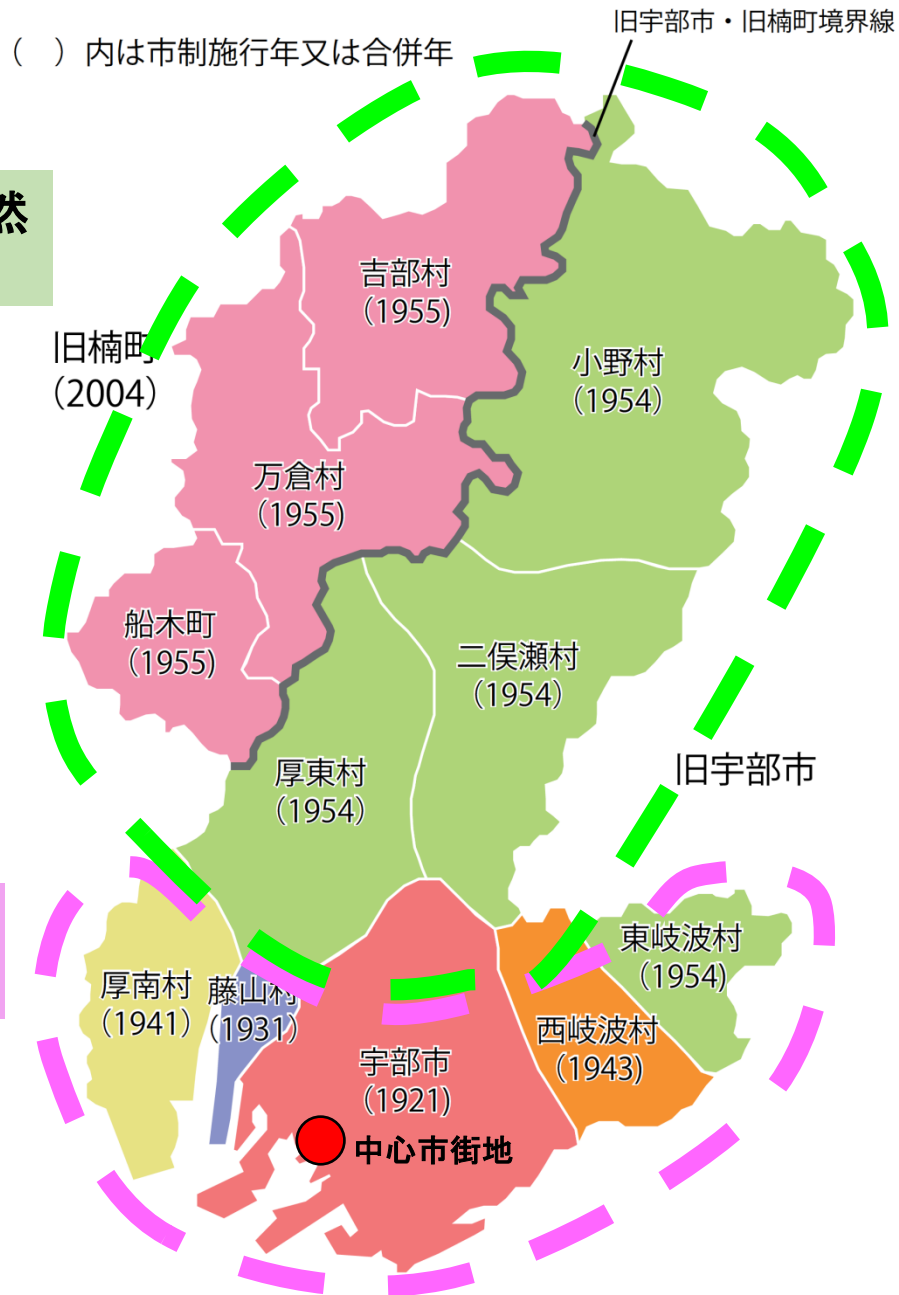 旧宇部市・旧楠町境界線
（　）内は市制施行年又は合併年
然
吉部村
（1955）
旧楠町
（2004）
小野村
（1954）
万倉村
（1955）
船木町
（1955）
二俣瀬村
（1954）
旧宇部市
厚東村
（1954）
東岐波村
（1954）
厚南村
（1941）
藤山村
（1931）
西岐波村
（1943）
宇部市
（1921）
中心市街地